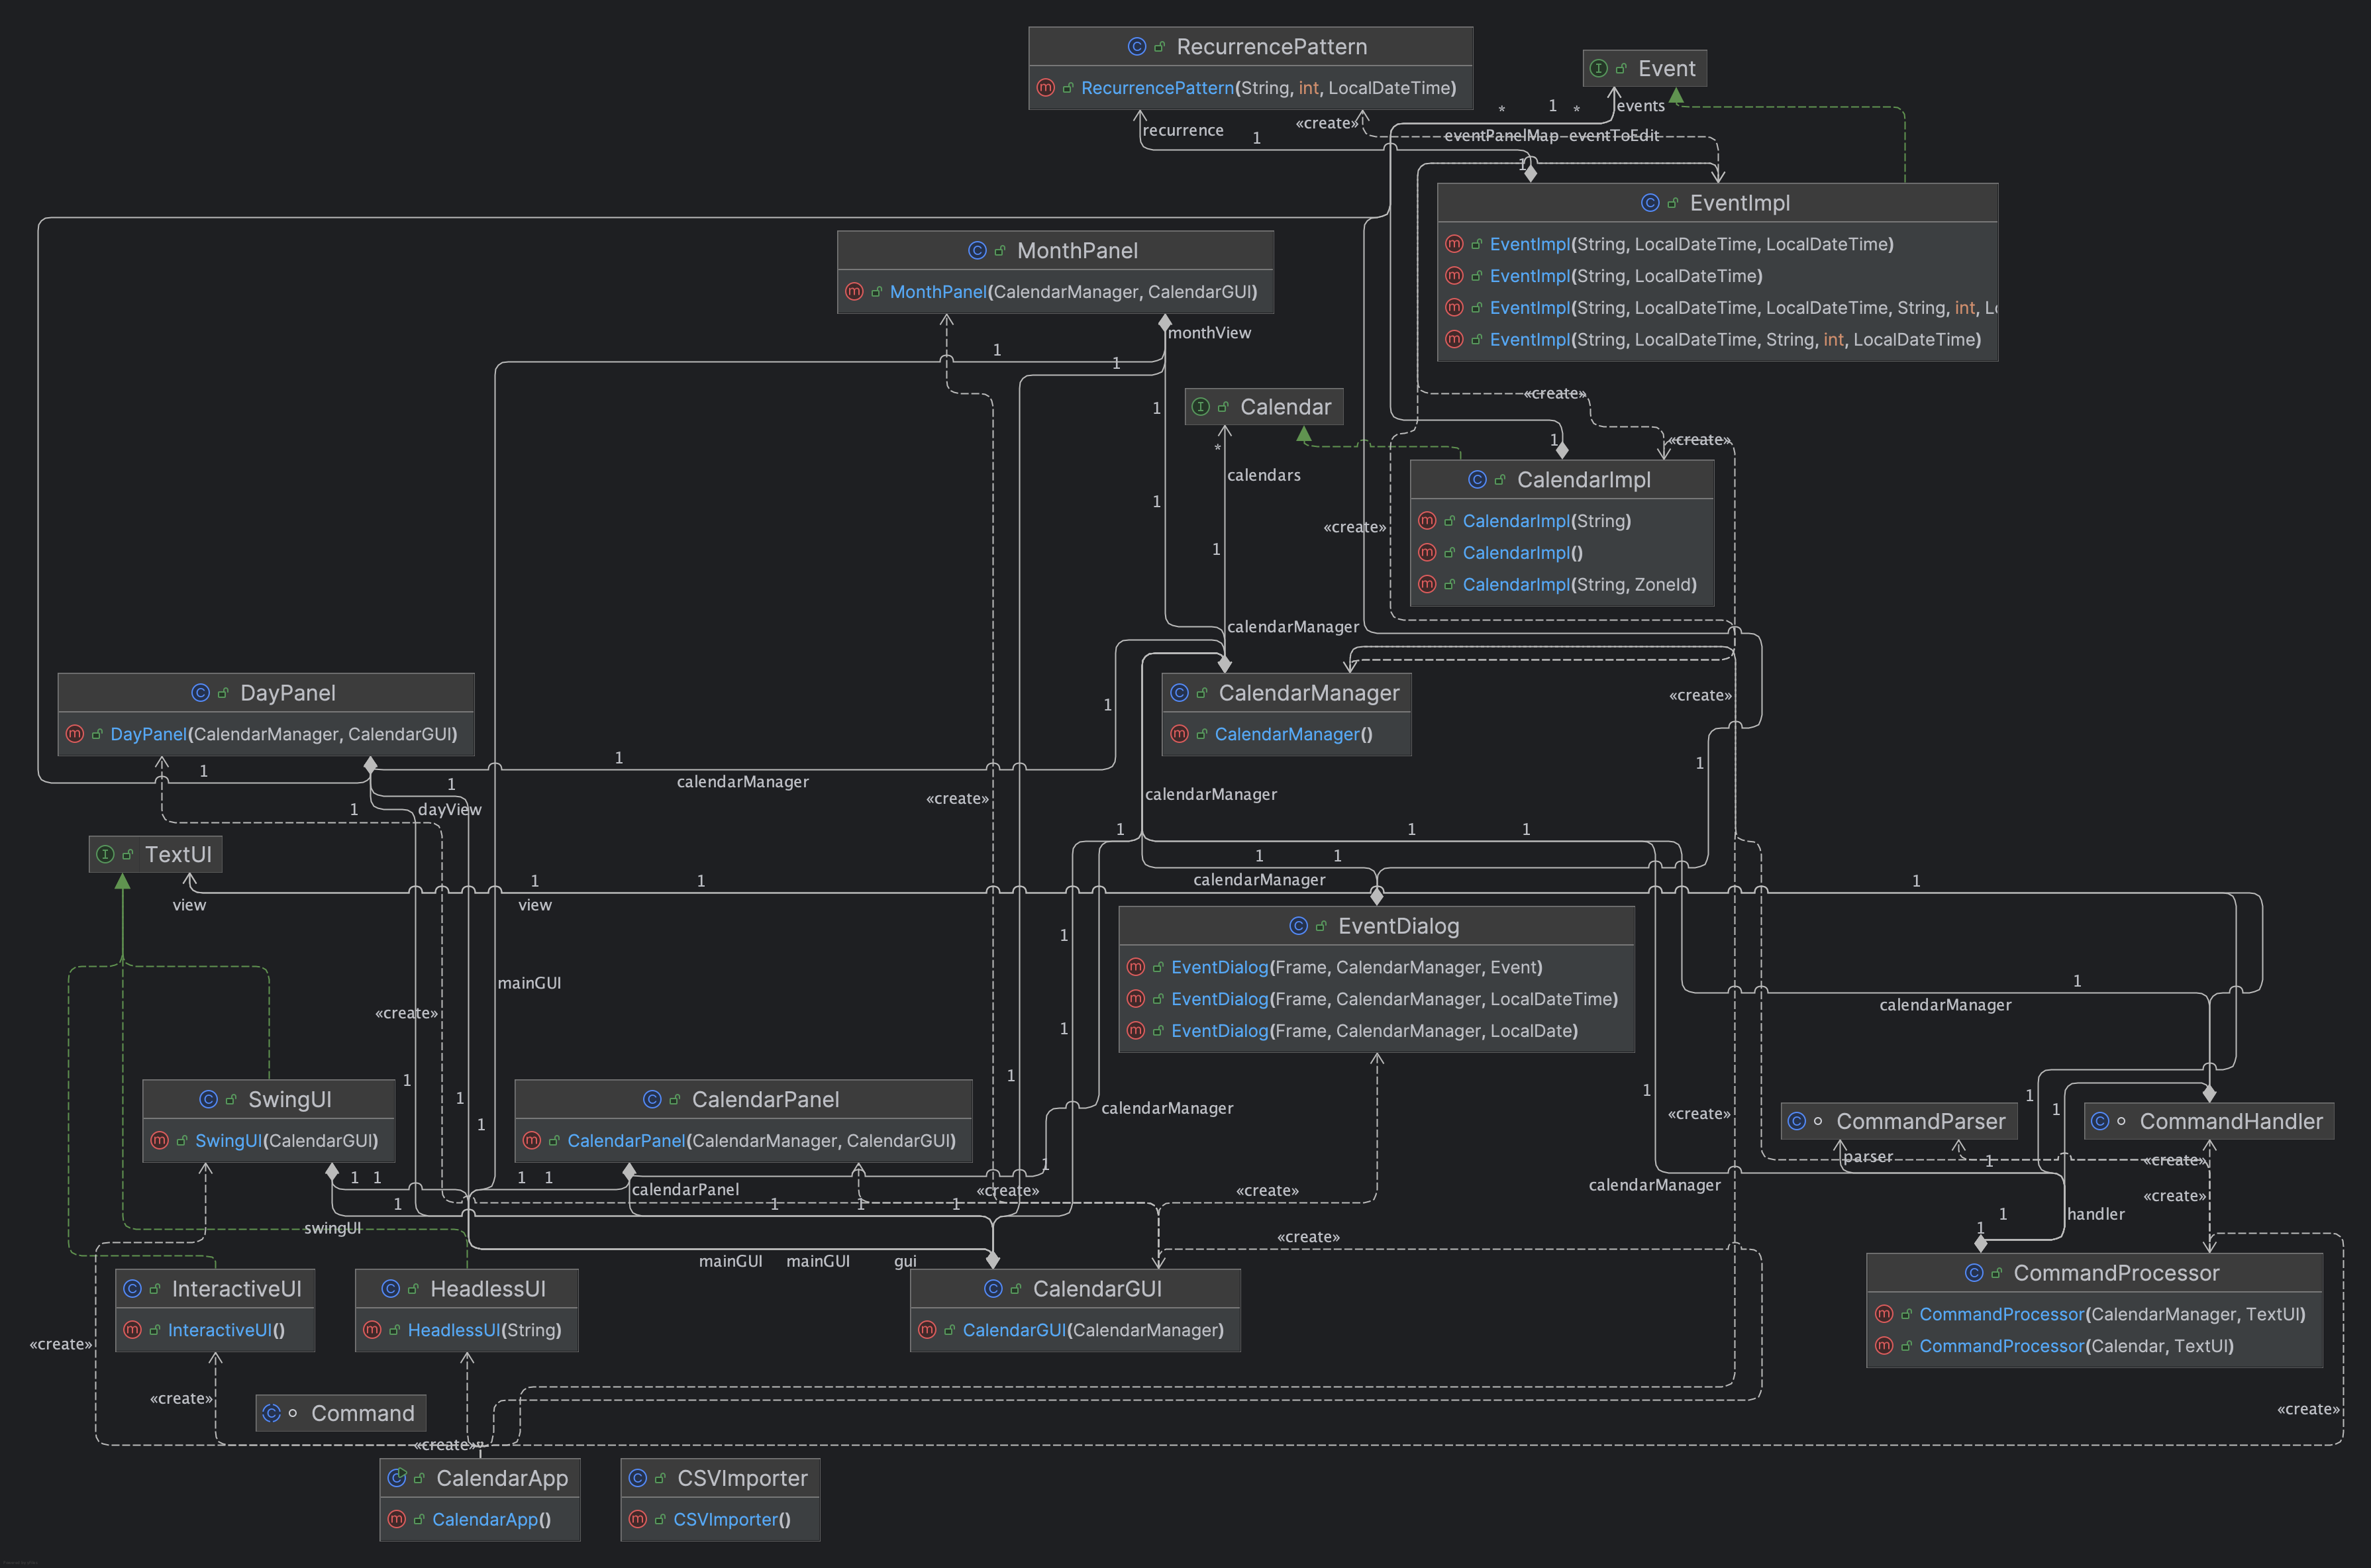 RecurrencePattern
RecurrencePattern(String, int, LocalDateTime)
Event
* 1 * events
recurrence
«create»
1
eventPanelMap eventToEdit
1
EventImpl
EventImpl(String, LocalDateTime, LocalDateTime)
EventImpl(String, LocalDateTime)
EventImpl(String, LocalDateTime, LocalDateTime, String, int, L
EventImpl(String, LocalDateTime, String, int, LocalDateTime)
MonthPanel
MonthPanel(CalendarManager, CalendarGUI)
monthView
1
1
1
Calendar
*
calendars
1
1
«create»
1
«create»
CalendarImpl
CalendarImpl(String)
CalendarImpl()
CalendarImpl(String, ZoneId)
«create»
calendarManager
CalendarManager
CalendarManager()
«create»
1
1
DayPanel
DayPanel(CalendarManager, CalendarGUI)
1
1
calendarManager
1
1
dayView
«create»
calendarManager
1
1
1
1
1
calendarManager
TextUI
view
1
view
1
1
EventDialog
EventDialog(Frame, CalendarManager, Event)
EventDialog(Frame, CalendarManager, LocalDateTime)
EventDialog(Frame, CalendarManager, LocalDate)
1
mainGUI
«create»
1
calendarManager
1
1
1
1
1
calendarManager
1
1
1
«create»
SwingUI
SwingUI(CalendarGUI)
CalendarPanel
CalendarPanel(CalendarManager, CalendarGUI)
CommandParser
CommandHandler
parser
1
«create»
1
1 1
1 1
calendarPanel
«create»
«create»
calendarManager
«create»
1
1
1
1
swingUI
1
1
handler
mainGUI mainGUI gui
«create»
InteractiveUI
InteractiveUI()
HeadlessUI
HeadlessUI(String)
CalendarGUI
CalendarGUI(CalendarManager)
CommandProcessor
CommandProcessor(CalendarManager, TextUI)
CommandProcessor(Calendar, TextUI)
«create»
«create»
Command
«create»
«create»
CalendarApp
CalendarApp()
CSVImporter
CSVImporter()